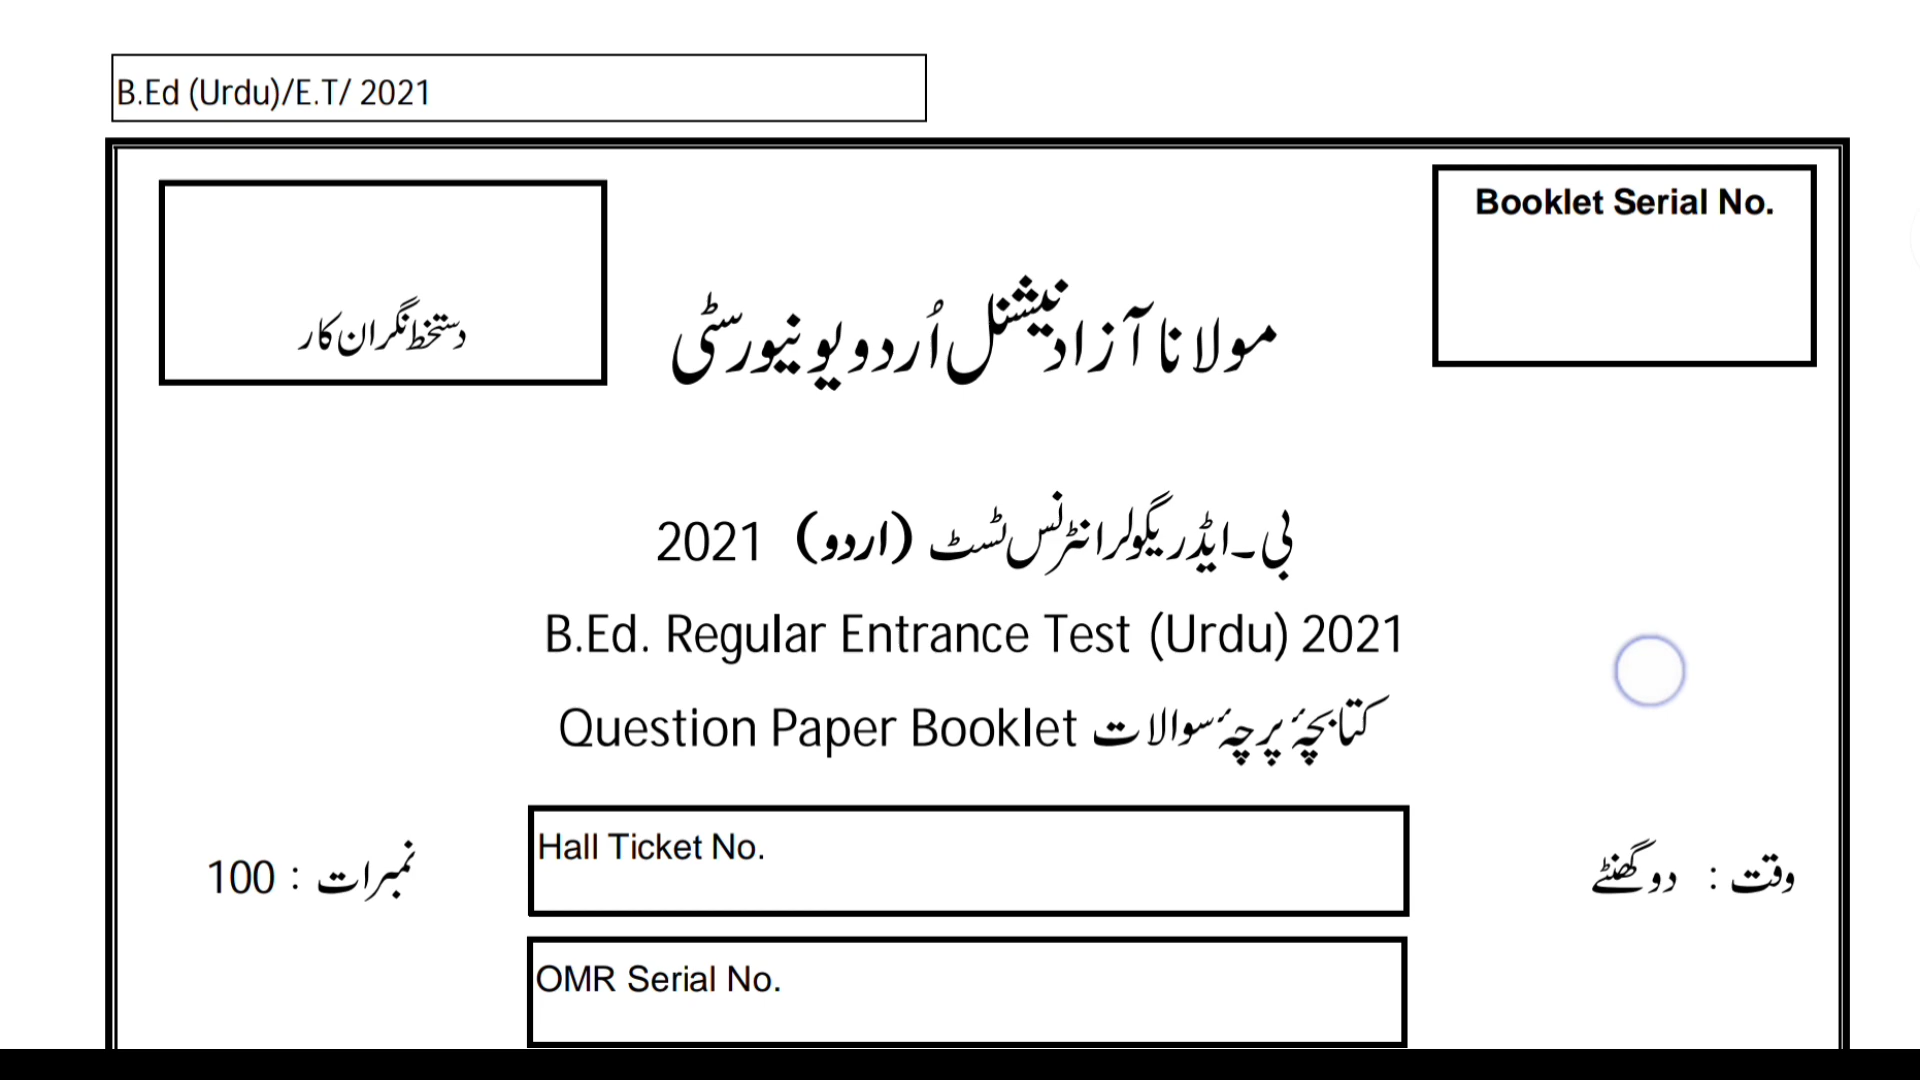 B.Ed (Urdu)/E.T/ 2021
Booklet Serial No.
دستخط نگران کار
مولانا آزاد نیشنل اُردو یونیورسٹی
بی۔ ایڈ ریگولر انٹرنس ٹسٹ (اردو) 2021
B.Ed. Regular Entrance Test (Urdu) 2021
Question Paper Booklet کتابچۂ پرچۂ سوالات
وقت : دو گھنٹے
Hall Ticket No.
نمبرات : 100
OMR Serial No.